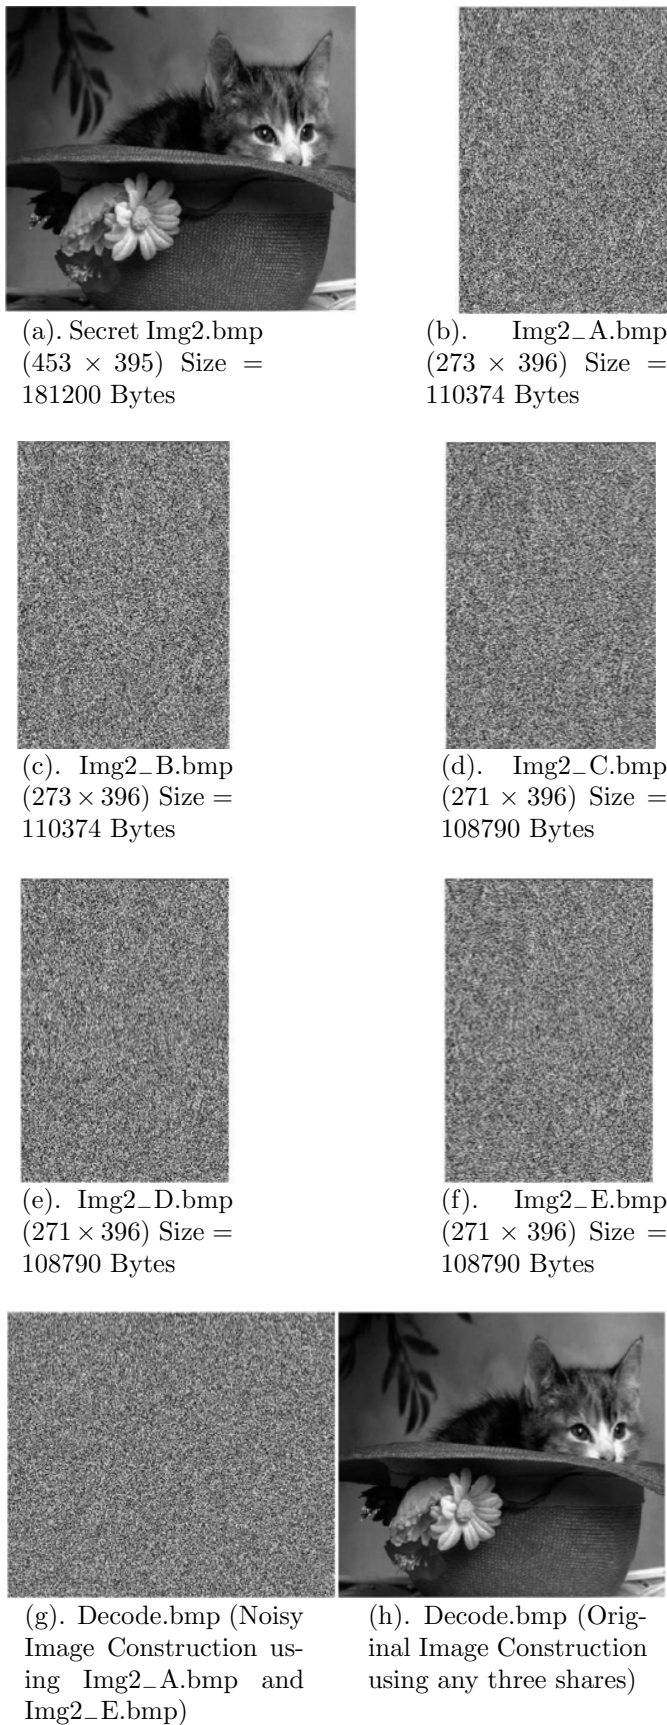 (a). Secret Img2.bmp
(453 × 395) Size =
181200 Bytes
(b). Img2_A.bmp
(273 × 396) Size =
110374 Bytes
(c). Img2_B.bmp
(273 × 396) Size =
110374 Bytes
(d). Img2_C.bmp
(271 × 396) Size =
108790 Bytes
(e). Img2_D.bmp
(271 × 396) Size =
108790 Bytes
(f). Img2_E.bmp
(271 × 396) Size =
108790 Bytes
(g). Decode.bmp (Noisy
Image Construction us-
ing Img2_A.bmp and
Img2_E.bmp)
(h). Decode.bmp (Orig-
inal Image Construction
using any three shares)